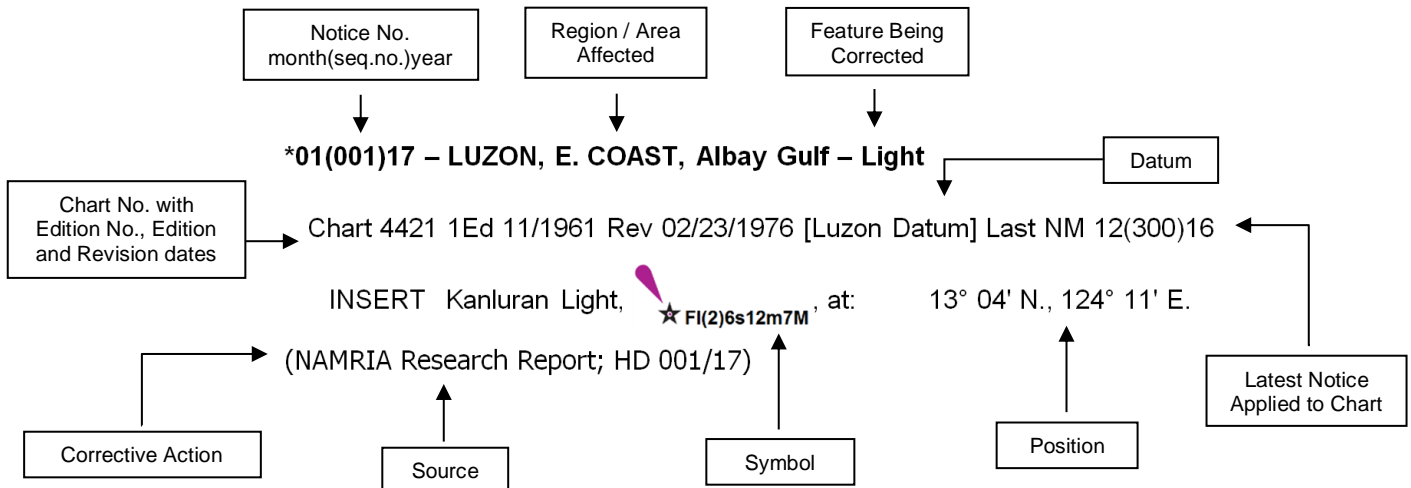 Notice No.
month(seq.no.)year
Region / Area
Affected
Feature Being
Corrected
*01(001)17 – LUZON, E. COAST, Albay Gulf – Light
Datum
Chart No. with
Edition No., Edition
and Revision dates
Chart 4421 1Ed 11/1961 Rev 02/23/1976 [Luzon Datum] Last NM 12(300)16
INSERT Kanluran Light, Fl(2)6s12m7M , at: 13° 04' N., 124° 11' E.
(NAMRIA Research Report; HD 001/17)
Latest Notice
Applied to Chart
Corrective Action
Source
Symbol
Position